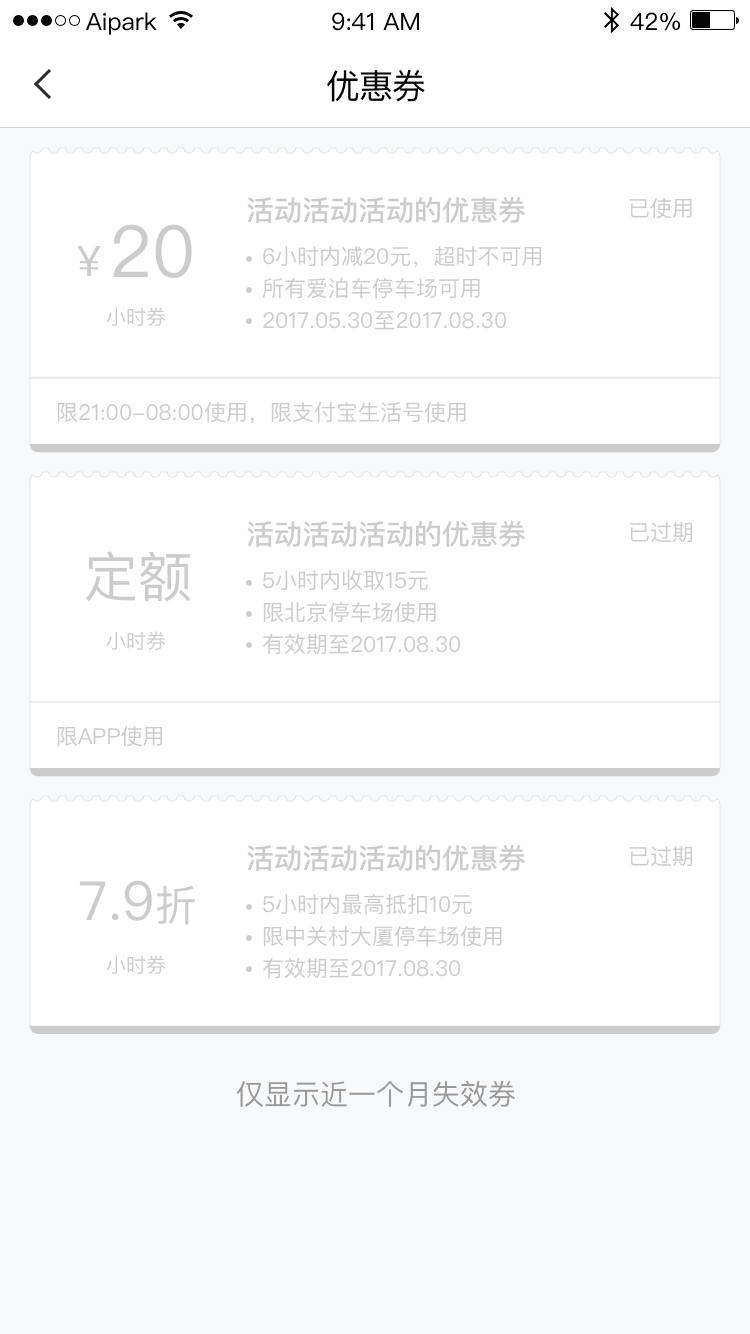 Aipark 9:41 AM 42%
优惠券
活动活动活动的优惠券 已使用
¥20
• 6小时内减20元，超时不可用
• 所有爱泊车停车场可用
小时券
• 2017.05.30至2017.08.30
限21:00-08:00使用，限支付宝生活号使用
活动活动活动的优惠券 已过期
定额
• 5小时内收取15元
• 限北京停车场使用
小时券
• 有效期至2017.08.30
限APP使用
活动活动活动的优惠券 已过期
7.9折
• 5小时内最高抵扣10元
• 限中关村大厦停车场使用
小时券
• 有效期至2017.08.30
仅显示近一个月失效券